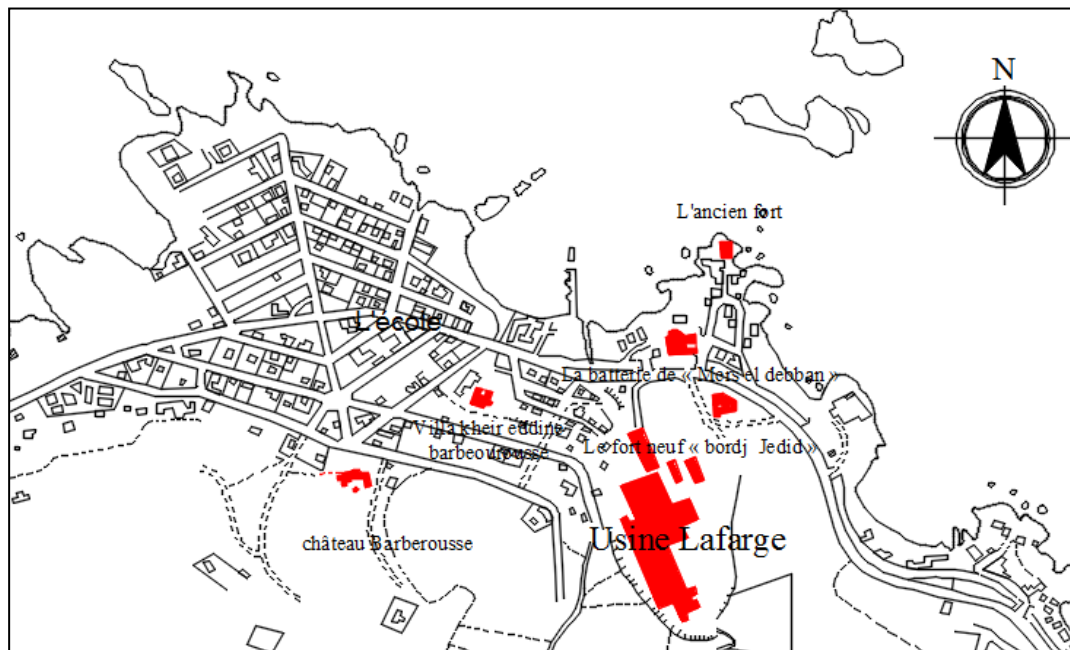 N
L'ancien fort
L'école
La batterie de « Mers el debban »
Villa kheir eddine
barbeourousse
Le fort neuf « bordj Jedid »
Usine Lafarge
château Barberousse